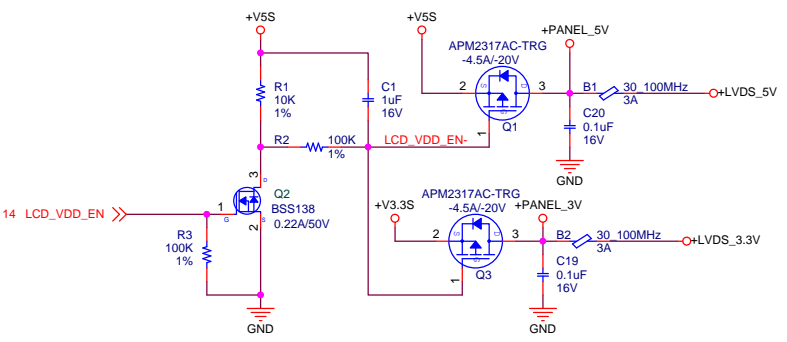 +V5S
+V5S
+PANEL_5V
APM2317AC-TRG
-4.5A/-20V
R1
10K
1%
C1
1uF
16V
2
S
D
3
G
1
Q1
B1
30_100MHz
3A
+LVDS_5V
C20
0.1uF
16V
GND
R2
100K
1%
LCD_VDD_EN-
3
D
Q2
BSS138
0.22A/50V
14 LCD_VDD_EN
1
G
S
2
R3
100K
1%
GND
APM2317AC-TRG
-4.5A/-20V
+V3.3S
+PANEL_3V
2
S
D
3
G
1
Q3
B2
30_100MHz
3A
+LVDS_3.3V
C19
0.1uF
16V
GND